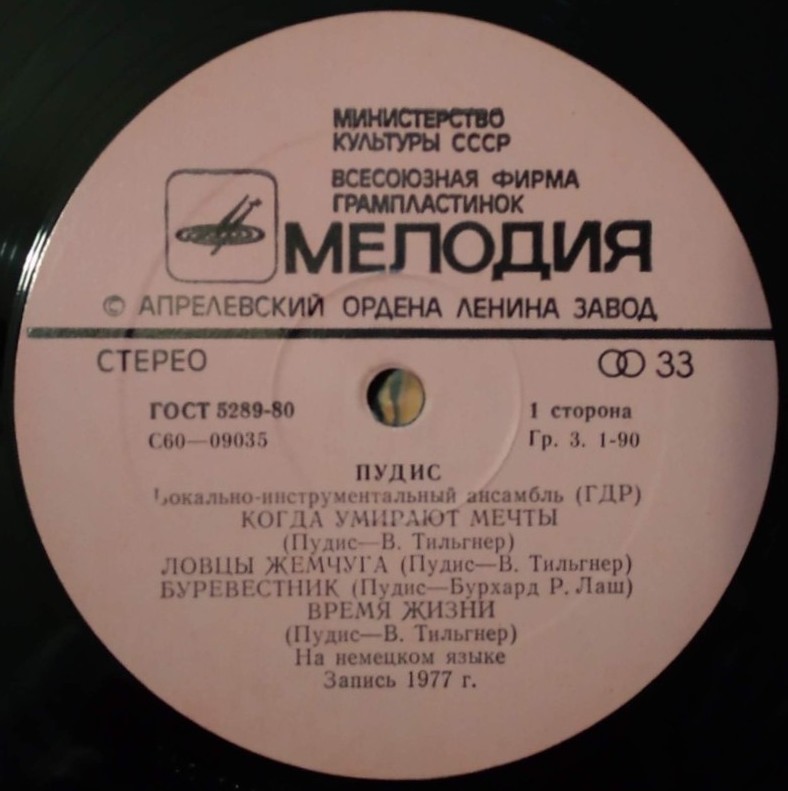 МИНИСТЕРСТВО
КУЛЬТУРЫ СССР
ВСЕСОЮЗНАЯ ФИРМА
ГРАМПЛАСТИНОК
МЕЛОДИЯ
© АПРЕЛЕВСКИЙ ОРДЕНА ЛЕНИНА ЗАВОД
СТЕРЕО 33
ГОСТ 5289-80 1 сторона
С60—09035 Гр. 3. 1-90
ПУДИС
Вокально-инструментальный ансамбль (ГДР)
КОГДА УМИРАЮТ МЕЧТЫ
(Пудис—В. Тильгнер)
ЛОВЦЫ ЖЕМЧУГА (Пудис—В. Тильгнер)
БУРЕВЕСТНИК (Пудис—Бурхард Р. Лаш)
ВРЕМЯ ЖИЗНИ
(Пудис—В. Тильгнер)
На немецком языке
Запись 1977 г.